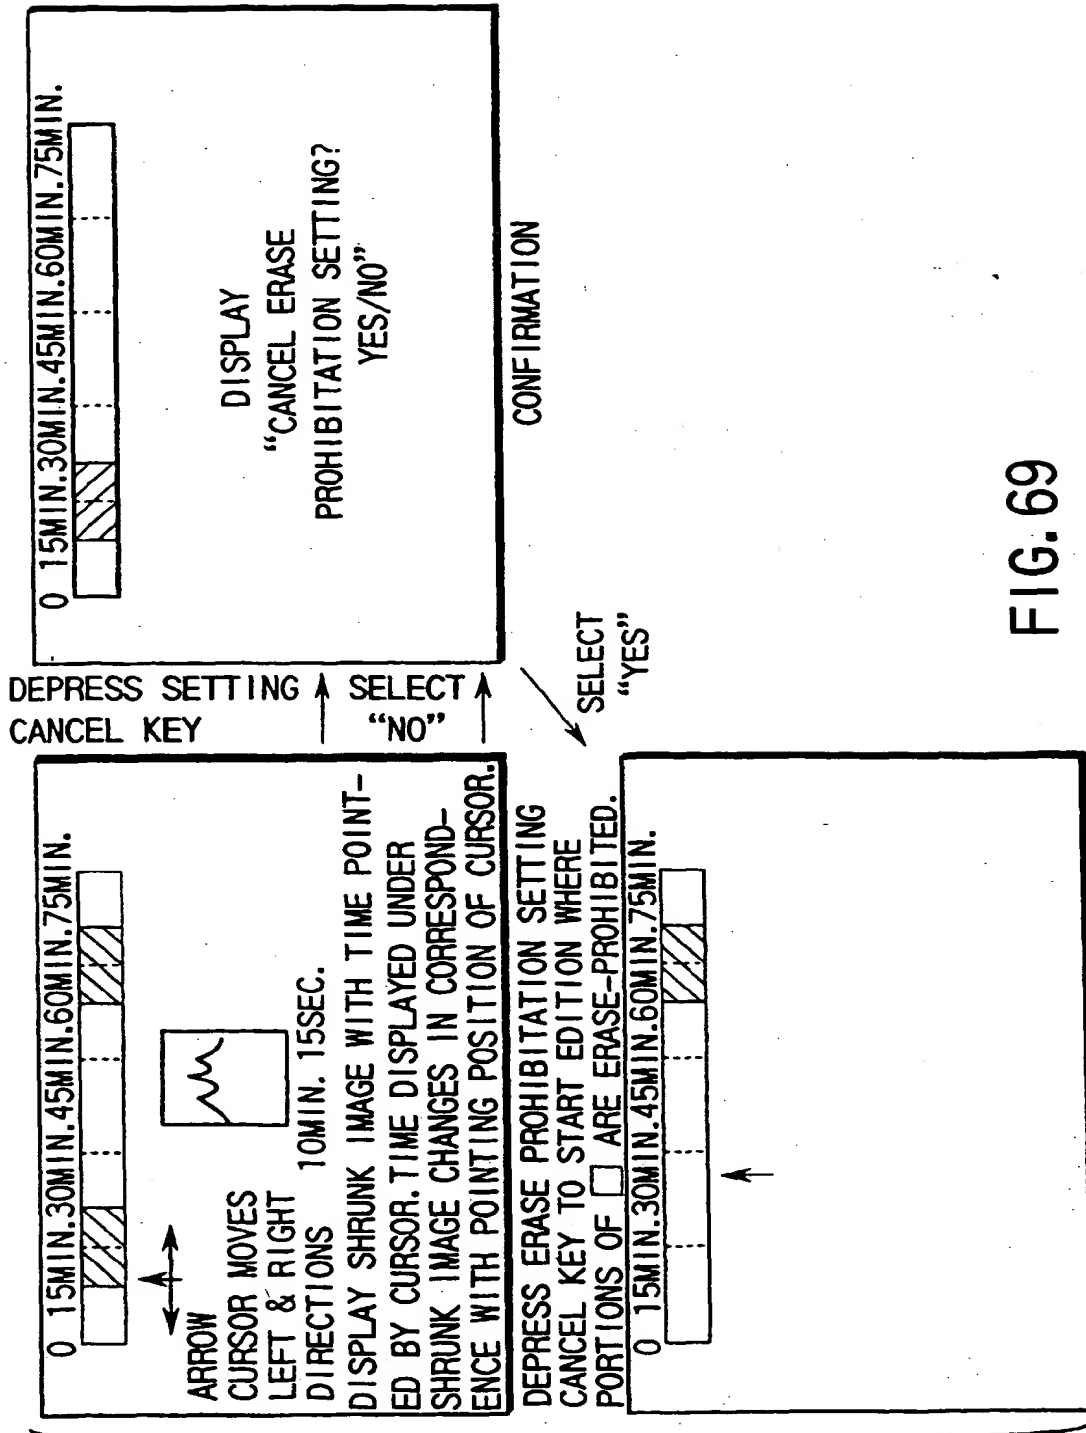 0 15MIN.30MIN.45MIN.60MIN.75MIN.
ARROW
CURSOR MOVES
LEFT & RIGHT
DIRECTIONS
10MIN. 15SEC.
DISPLAY SHRUNK IMAGE WITH TIME POINT-
ED BY CURSOR.TIME DISPLAYED UNDER
SHRUNK IMAGE CHANGES IN CORRESPOND-
ENCE WITH POINTING POSITION OF CURSOR.
DEPRESS SETTING
CANCEL KEY
SELECT
“NO”
0 15MIN.30MIN.45MIN.60MIN.75MIN.
DISPLAY
“CANCEL ERASE
PROHIBITATION SETTING?
YES/NO”
CONFIRMATION
SELECT
“YES”
DEPRESS ERASE PROHIBITATION SETTING
CANCEL KEY TO START EDITION WHERE
PORTIONS OF □ ARE ERASE-PROHIBITED.
0 15MIN.30MIN.45MIN.60MIN.75MIN.
FIG. 69